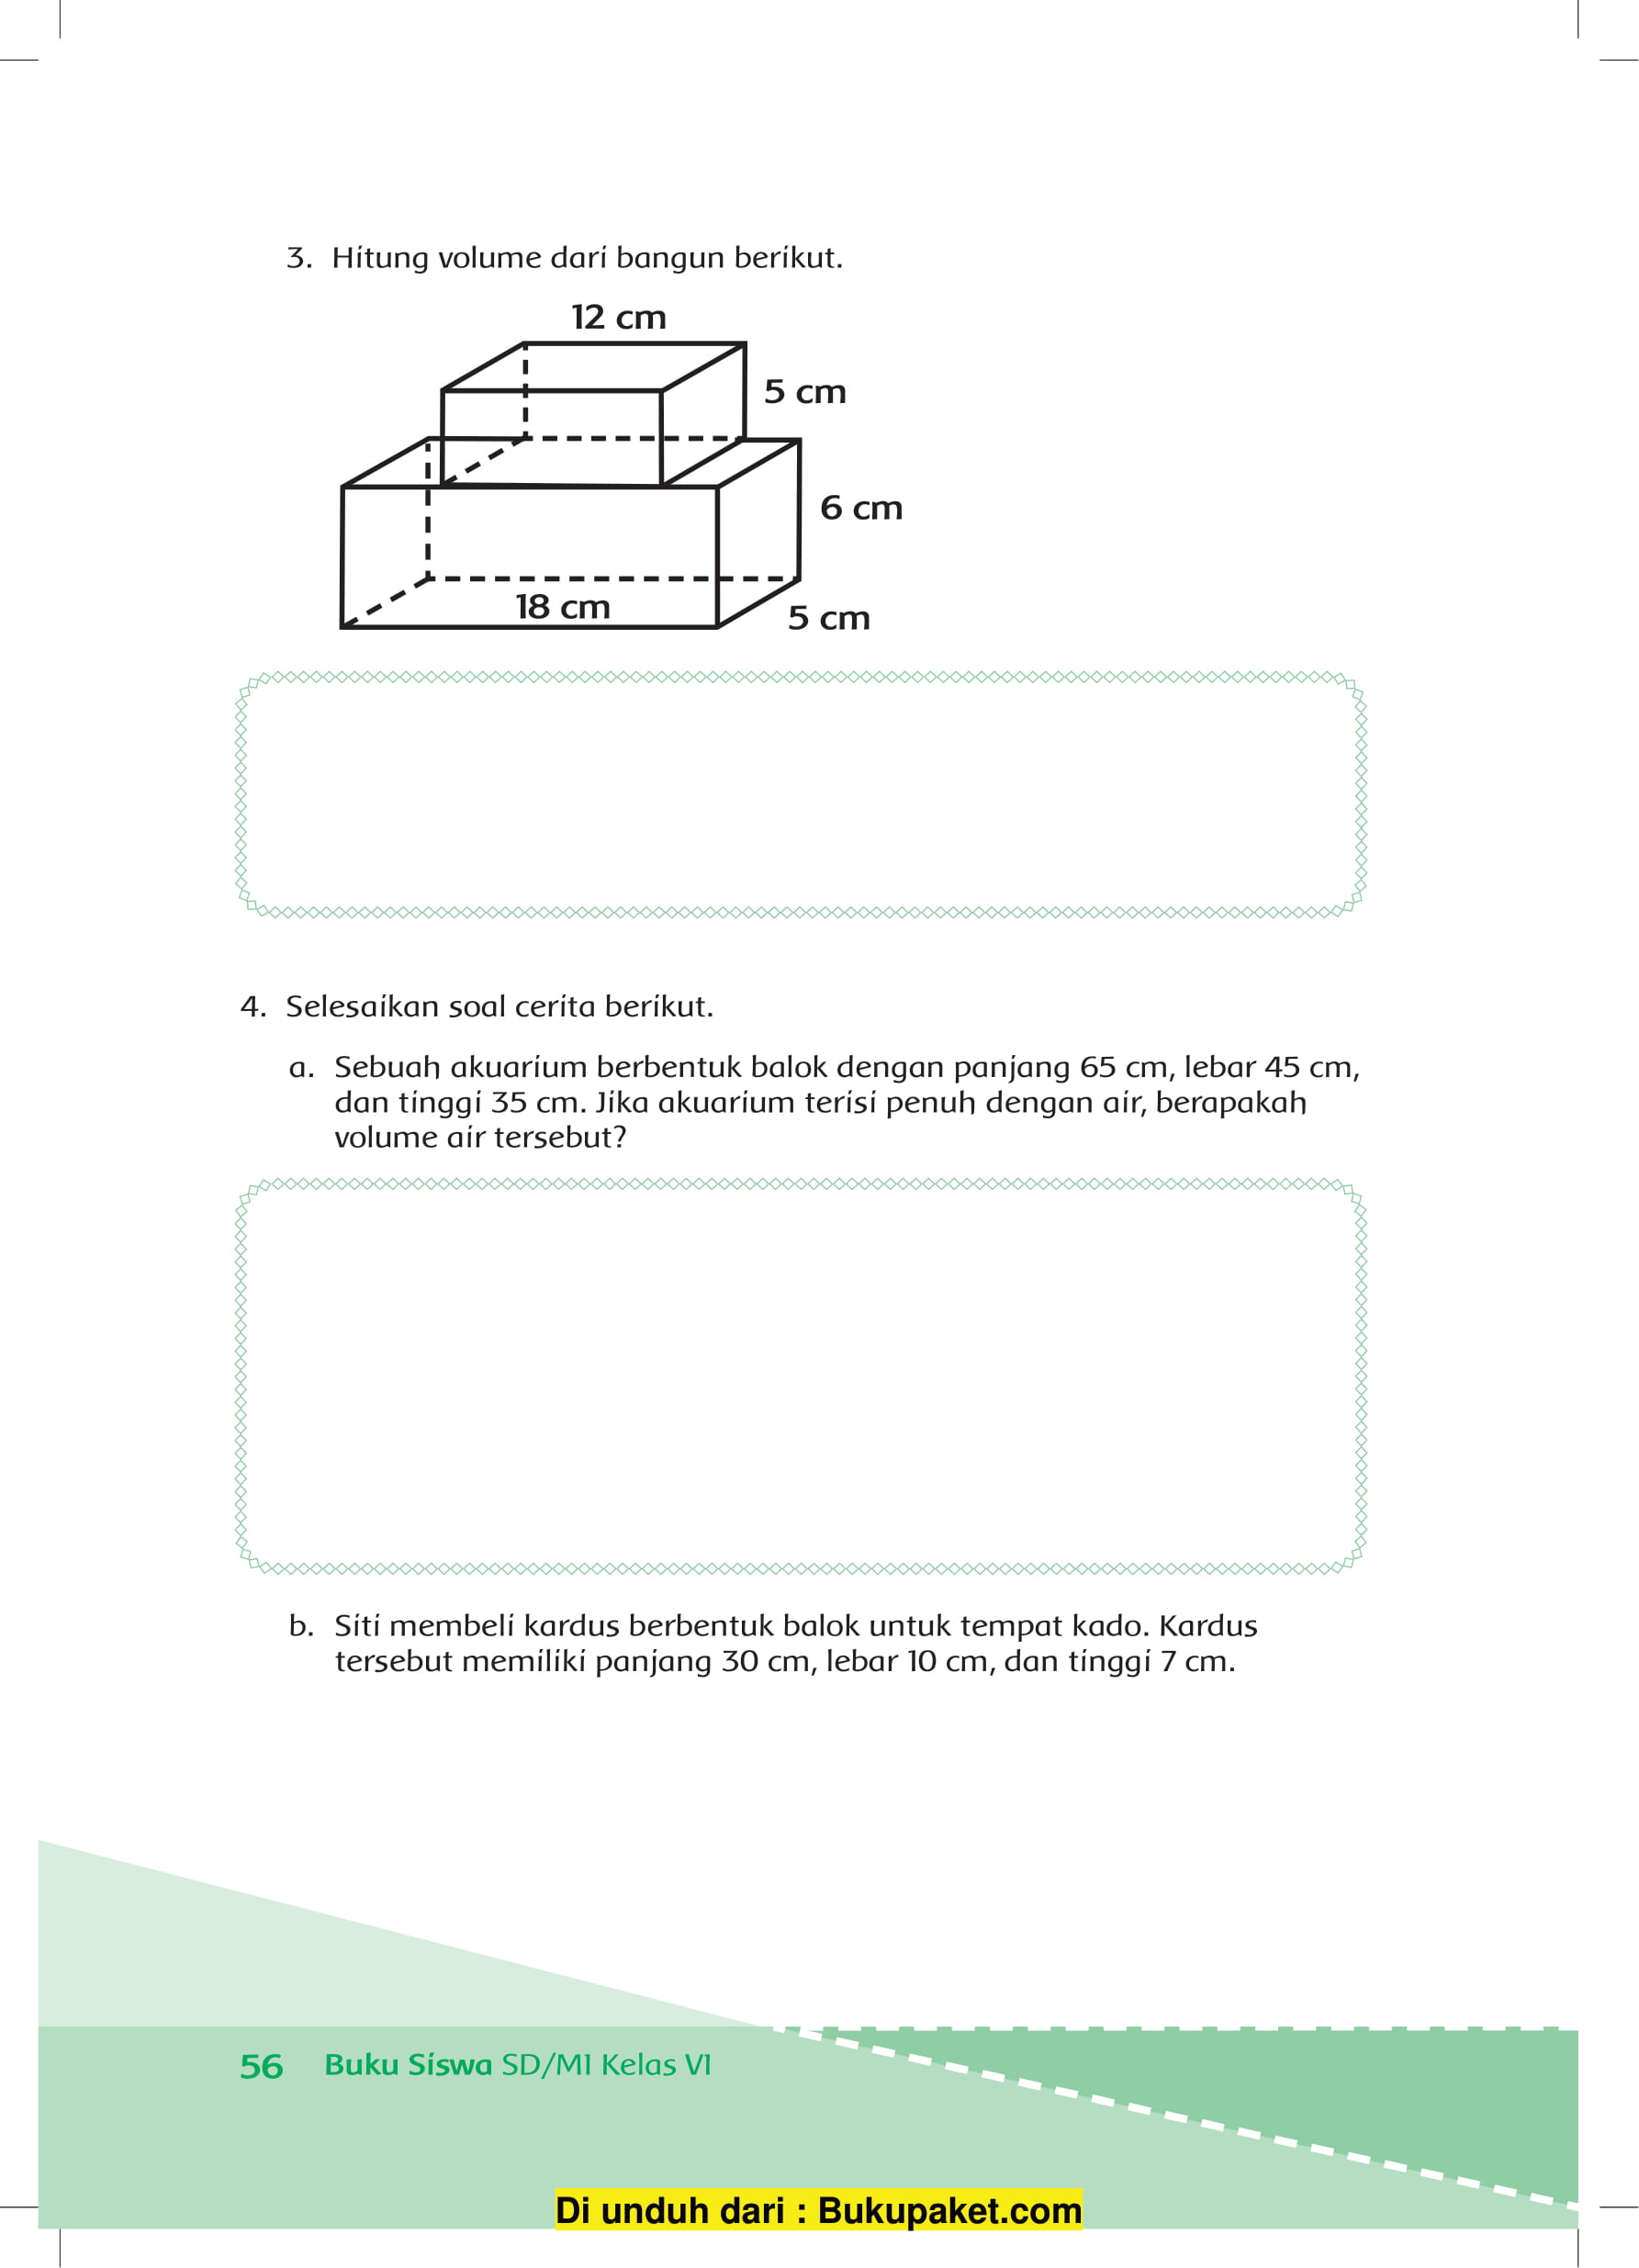 3. Hitung volume dari bangun berikut.
12 cm
5 cm
6 cm
18 cm
5 cm
4. Selesaikan soal cerita berikut.
a. Sebuah akuarium berbentuk balok dengan panjang 65 cm, lebar 45 cm,
dan tinggi 35 cm. Jika akuarium terisi penuh dengan air, berapakah
volume air tersebut?
b. Siti membeli kardus berbentuk balok untuk tempat kado. Kardus
tersebut memiliki panjang 30 cm, lebar 10 cm, dan tinggi 7 cm.
56 Buku Siswa SD/MI Kelas VI
Di unduh dari : Bukupaket.com